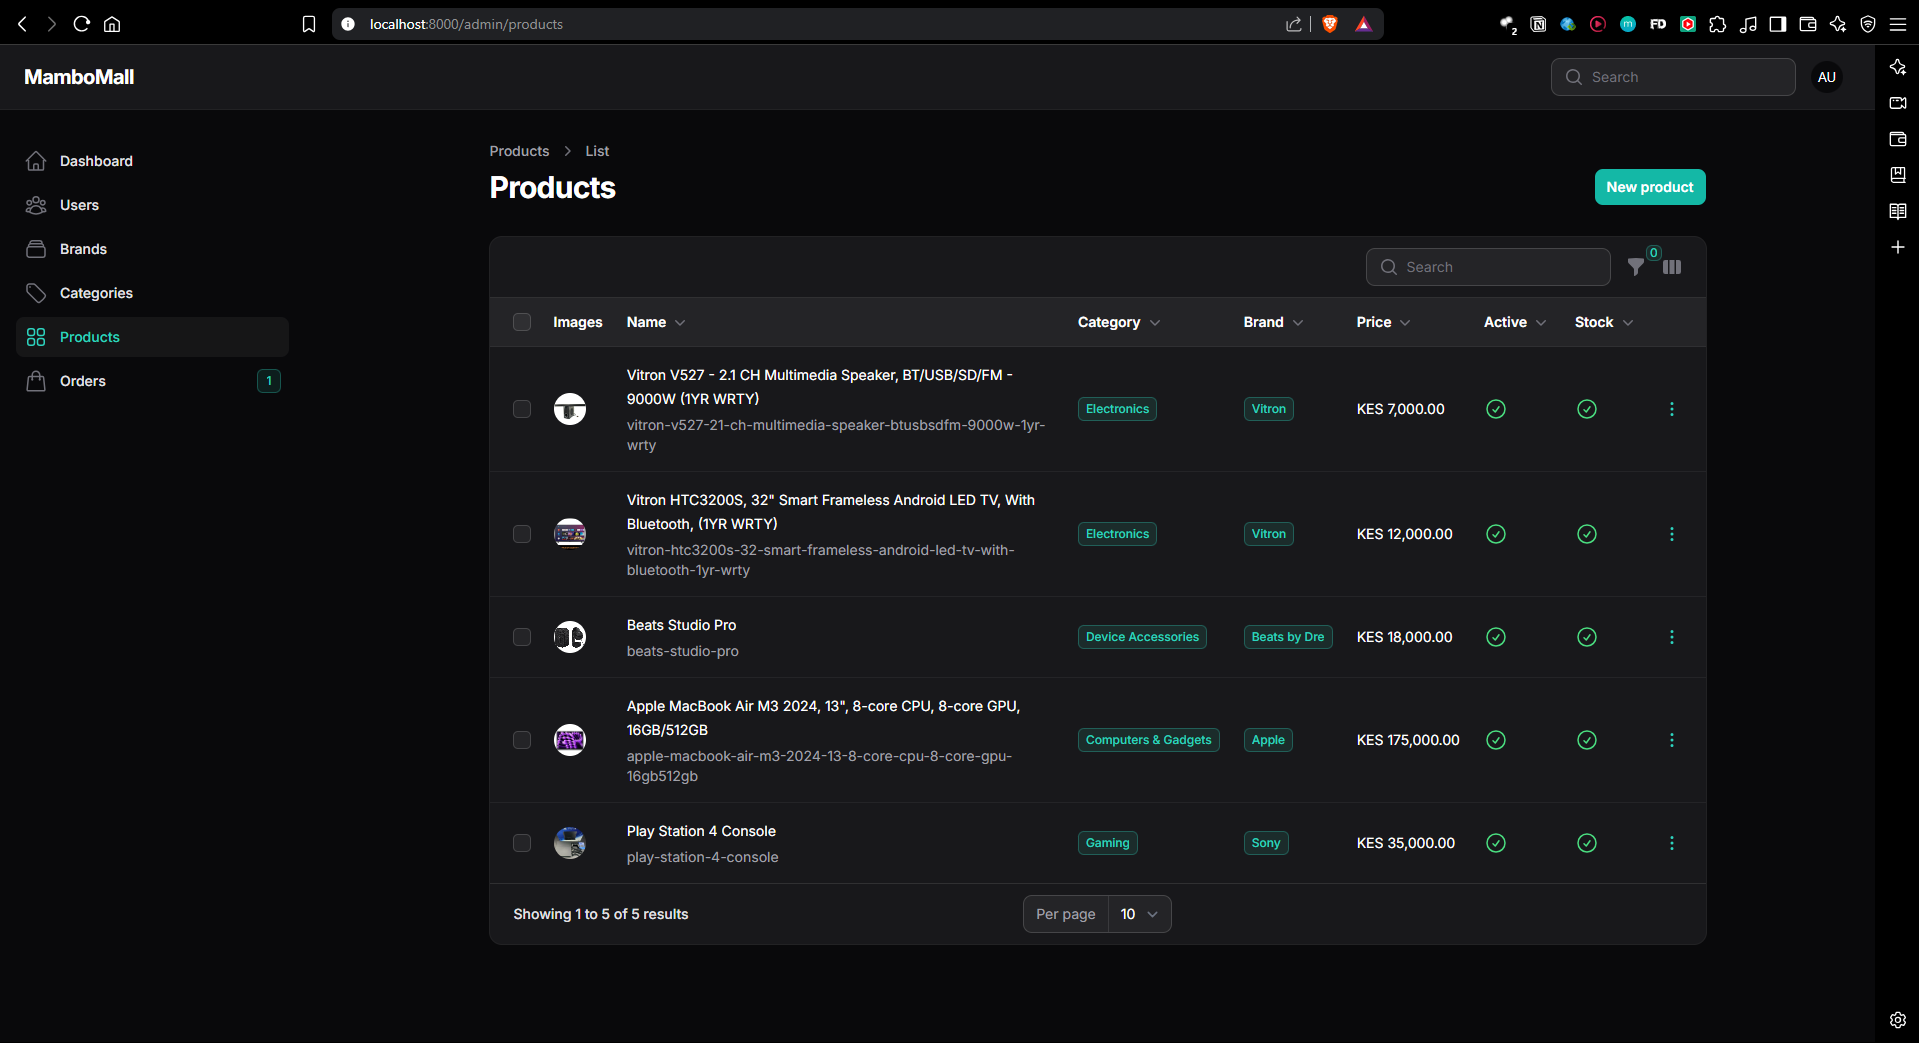 localhost:8000/admin/products
2
FD
MamboMall
Search
AU
Dashboard
Users
Brands
Categories
Products
Orders
1
Products > List
Products
New product
Search
0
Images Name Category Brand Price Active Stock
Vitron V527 - 2.1 CH Multimedia Speaker, BT/USB/SD/FM -
9000W (1YR WRTY)
vitron-v527-21-ch-multimedia-speaker-btusbsdfm-9000w-1yr-
wrty
Electronics
Vitron
KES 7,000.00
Vitron HTC3200S, 32" Smart Frameless Android LED TV, With
Bluetooth, (1YR WRTY)
vitron-htc3200s-32-smart-frameless-android-led-tv-with-
bluetooth-1yr-wrty
Electronics
Vitron
KES 12,000.00
Beats Studio Pro
beats-studio-pro
Device Accessories
Beats by Dre
KES 18,000.00
Apple MacBook Air M3 2024, 13", 8-core CPU, 8-core GPU,
16GB/512GB
apple-macbook-air-m3-2024-13-8-core-cpu-8-core-gpu-
16gb512gb
Computers & Gadgets
Apple
KES 175,000.00
Play Station 4 Console
play-station-4-console
Gaming
Sony
KES 35,000.00
Showing 1 to 5 of 5 results
Per page 10